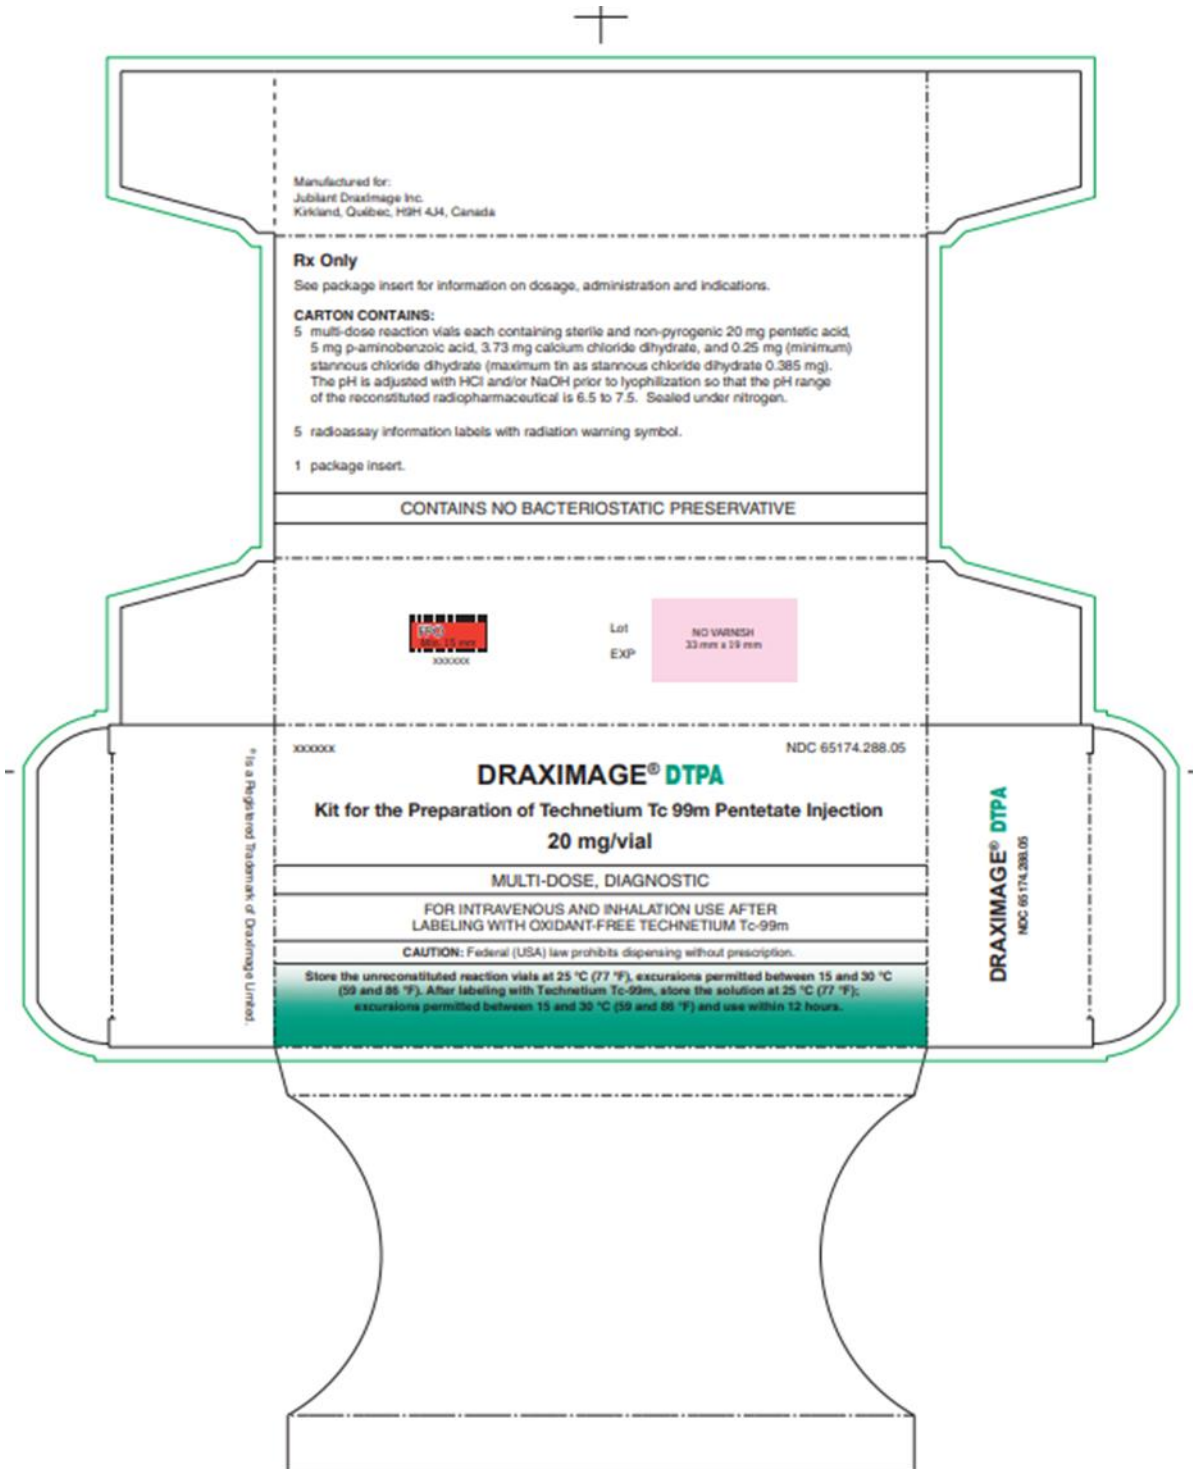 Manufactured for:
Jubilant DraxImage Inc.
Kirkland, Québec, H9H 4J4, Canada
Rx Only
See package insert for information on dosage, administration and indications.
CARTON CONTAINS:
5 multi-dose reaction vials each containing sterile and non-pyrogenic 20 mg pentetic acid,
5 mg p-aminobenzoic acid, 3.73 mg calcium chloride dihydrate, and 0.25 mg (minimum)
stannous chloride dihydrate (maximum tin as stannous chloride dihydrate 0.385 mg).
The pH is adjusted with HCl and/or NaOH prior to lyophilization so that the pH range
of the reconstituted radiopharmaceutical is 6.5 to 7.5. Sealed under nitrogen.
5 radioassay information labels with radiation warning symbol.
1 package insert.
CONTAINS NO BACTERIOSTATIC PRESERVATIVE
FPO
Min. 15 mm
xxxxxx
Lot
EXP
NO VARNISH
33 mm x 19 mm
xxxxxx
NDC 65174.288.05
DRAXIMAGE® DTPA
Kit for the Preparation of Technetium Tc 99m Pentetate Injection
20 mg/vial
MULTI-DOSE, DIAGNOSTIC
FOR INTRAVENOUS AND INHALATION USE AFTER
LABELING WITH OXIDANT-FREE TECHNETIUM Tc-99m
CAUTION: Federal (USA) law prohibits dispensing without prescription.
Store the unreconstituted reaction vials at 25 °C (77 °F), excursions permitted between 15 and 30 °C
(59 and 86 °F). After labeling with Technetium Tc-99m, store the solution at 25 °C (77 °F);
excursions permitted between 15 and 30 °C (59 and 86 °F) and use within 12 hours.
® is a Registered Trademark of Draximage Limited.
DRAXIMAGE® DTPA
NDC 65174.288.05